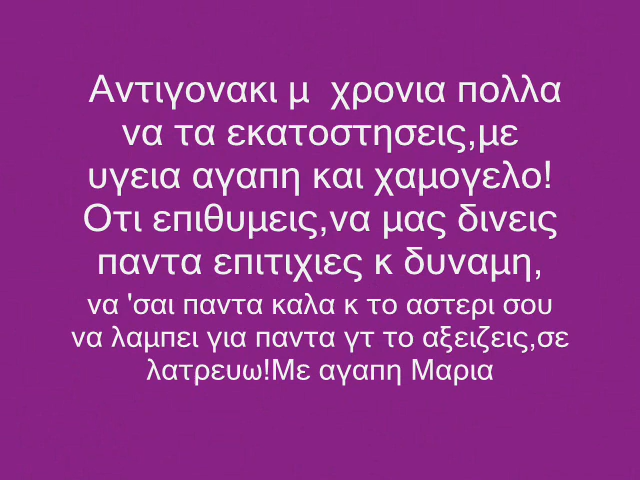 Αντιγονακι μ  χρονια πολλα
να τα εκατοστησεις,με
υγεια αγαπη και χαμογελο!
Οτι επιθυμεις,να μας δινεις
παντα επιτιχιες κ δυναμη,
να 'σαι παντα καλα κ το αστερι σου
να λαμπει για παντα γτ το αξειζεις,σε
λατρευω!Με αγαπη Μαρια